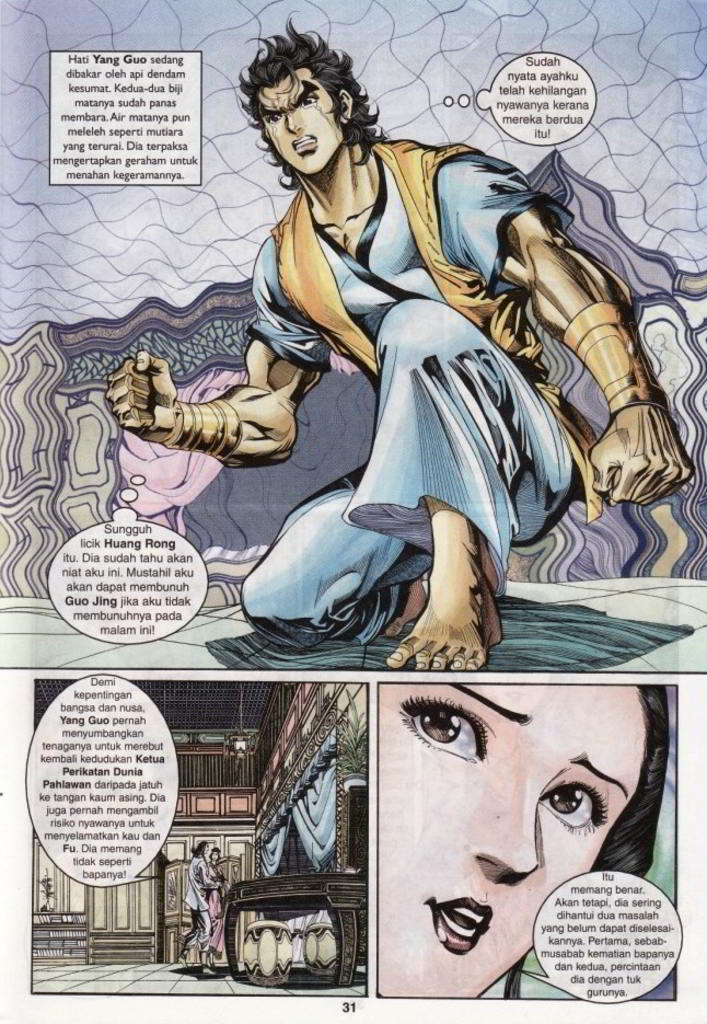 Hati Yang Guo sedang
dibakar oleh api dendam
kesumat. Kedua-dua biji
matanya sudah panas
membara. Air matanya pun
meleleh seperti mutiara
yang terurai. Dia terpaksa
mengertapkan geraham untuk
menahan kegeramannya.
Sudah
nyata ayahku
telah kehilangan
nyawanya kerana
mereka berdua
itu!
Sungguh
licik Huang Rong
itu. Dia sudah tahu akan
niat aku ini. Mustahil aku
akan dapat membunuh
Guo Jing jika aku tidak
membunuhnya pada
malam ini!
Demi
kepentingan
bangsa dan nusa,
Yang Guo pernah
menyumbangkan
tenaganya untuk merebut
kembali kedudukan Ketua
Perikatan Dunia
Pahlawan daripada jatuh
ke tangan kaum asing. Dia
juga pernah mengambil
risiko nyawanya untuk
menyelamatkan kau dan
Fu. Dia memang
tidak seperti
bapanya!
Itu
memang benar.
Akan tetapi, dia sering
dihantui dua masalah
yang belum dapat diselesai-
kannya. Pertama, sebab-
musabab kematian bapanya
dan kedua, percintaan
dia dengan tuk
gurunya.
31